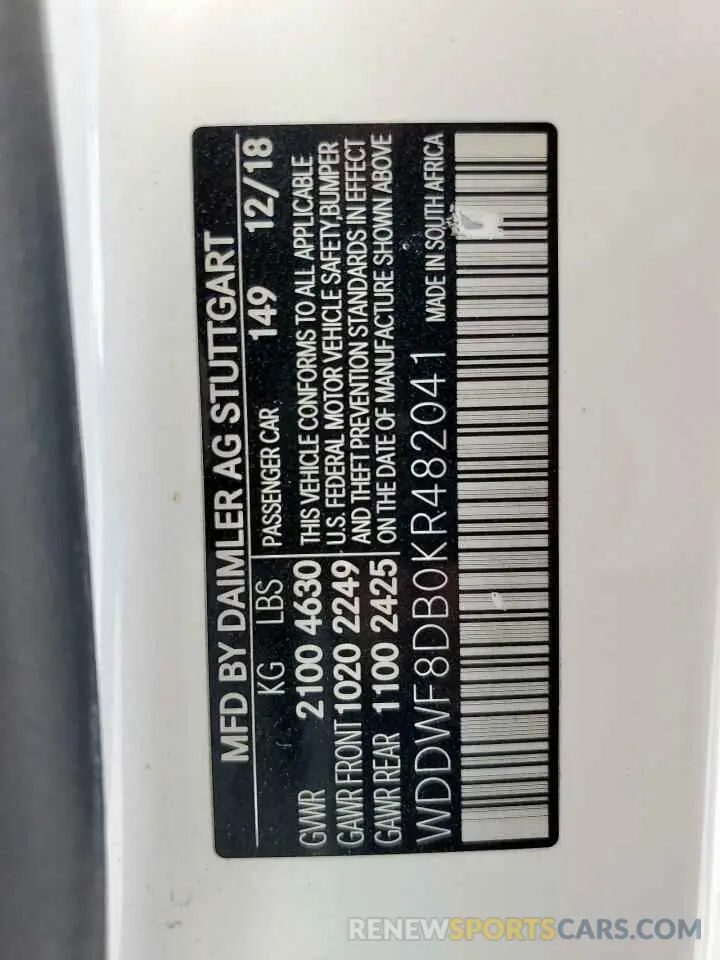 MFD BY DAIMLER AG STUTTGART
KG LBS PASSENGER CAR 149 12/18
GVWR 2100 4630 THIS VEHICLE CONFORMS TO ALL APPLICABLE
GAWR FRONT 1020 2249 U.S. FEDERAL MOTOR VEHICLE SAFETY,BUMPER
GAWR REAR 1100 2425 AND THEFT PREVENTION STANDARDS IN EFFECT
ON THE DATE OF MANUFACTURE SHOWN ABOVE
WDDWF8DB0KR482041 MADE IN SOUTH AFRICA
RENEWSPORTSCARS.COM